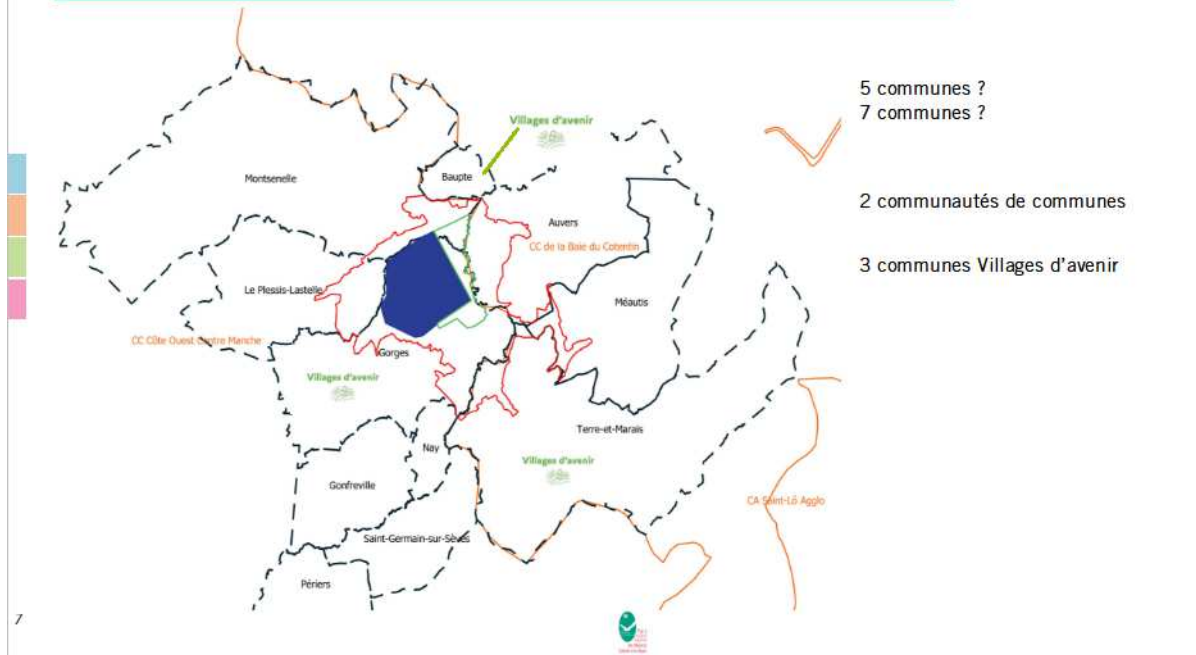 5 communes ?
7 communes ?
2 communautés de communes
3 communes Villages d'avenir
Villages d'avenir
Montsenelle
Baupte
Auvers
CC de la Baie du Cotentin
Le Plessis-Lastelle
Méautis
CC Côte Ouest Centre Manche
Gorges
Villages d'avenir
Terre-et-Marais
Nay
Villages d'avenir
Gonfreville
CA Saint-Lô Agglo
Saint-Germain-sur-Sèves
Périers
7